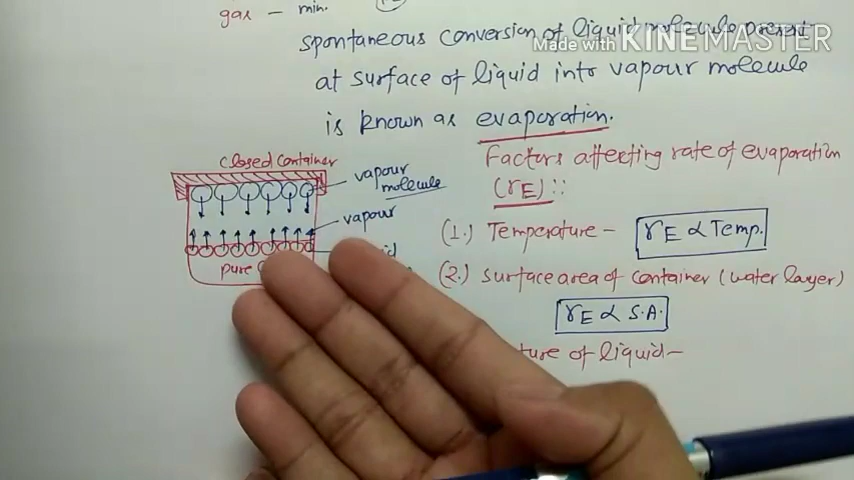 gas - min.
spontaneous conversion of liquid molecule present
Made with KINEMASTER
at surface of liquid into vapour molecule
is known as evaporation.
closed container
vapour
molecule
vapour
pure
Factors affecting rate of evaporation
(rE) ::
(1.) Temperature - rE ∝ Temp.
(2.) surface area of container (water layer)
rE ∝ S.A.
ture of liquid-